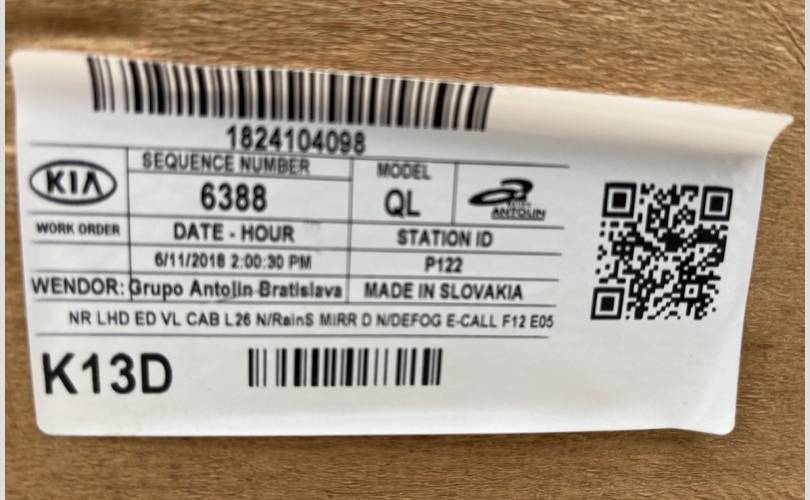 1824104098
KIA
SEQUENCE NUMBER
6388
MODEL
QL
ANTOLIN
WORK ORDER
DATE - HOUR
STATION ID
6/11/2018 2:00:30 PM
P122
WENDOR: Grupo Antolin Bratislava
MADE IN SLOVAKIA
NR LHD ED VL CAB L26 N/RainS MiRR D N/DEFOG E-CALL F12 E05
K13D